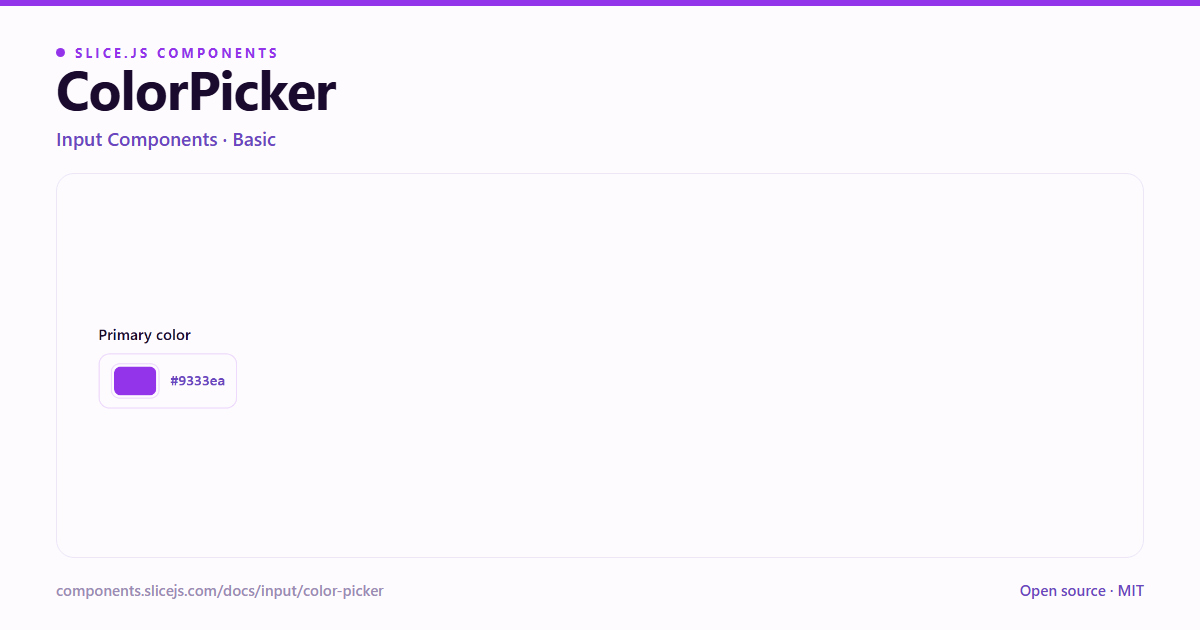 SLICE.JS COMPONENTS
ColorPicker
Input Components · Basic
Primary color
#9333ea
components.slicejs.com/docs/input/color-picker
Open source · MIT